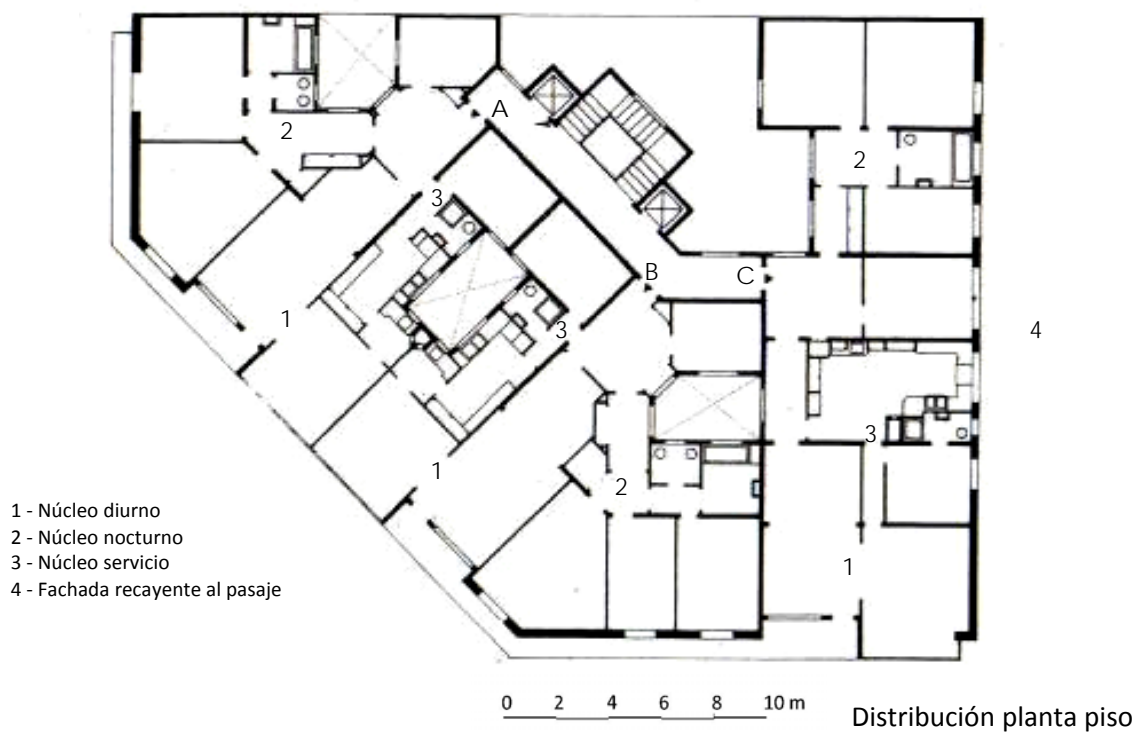 2
A
2
3
B
C
1
3
4
3
1
2
1
1 - Núcleo diurno
2 - Núcleo nocturno
3 - Núcleo servicio
4 - Fachada recayente al pasaje
0 2 4 6 8 10 m
Distribución planta piso